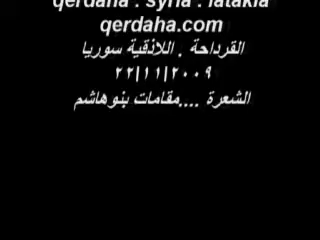 qerdaha . syria . latakia
qerdaha.com
القرداحة . اللاذقية سوريا
٢٢|١١|٢٠٠٩
الشعرة ....مقامات بنوهاشم